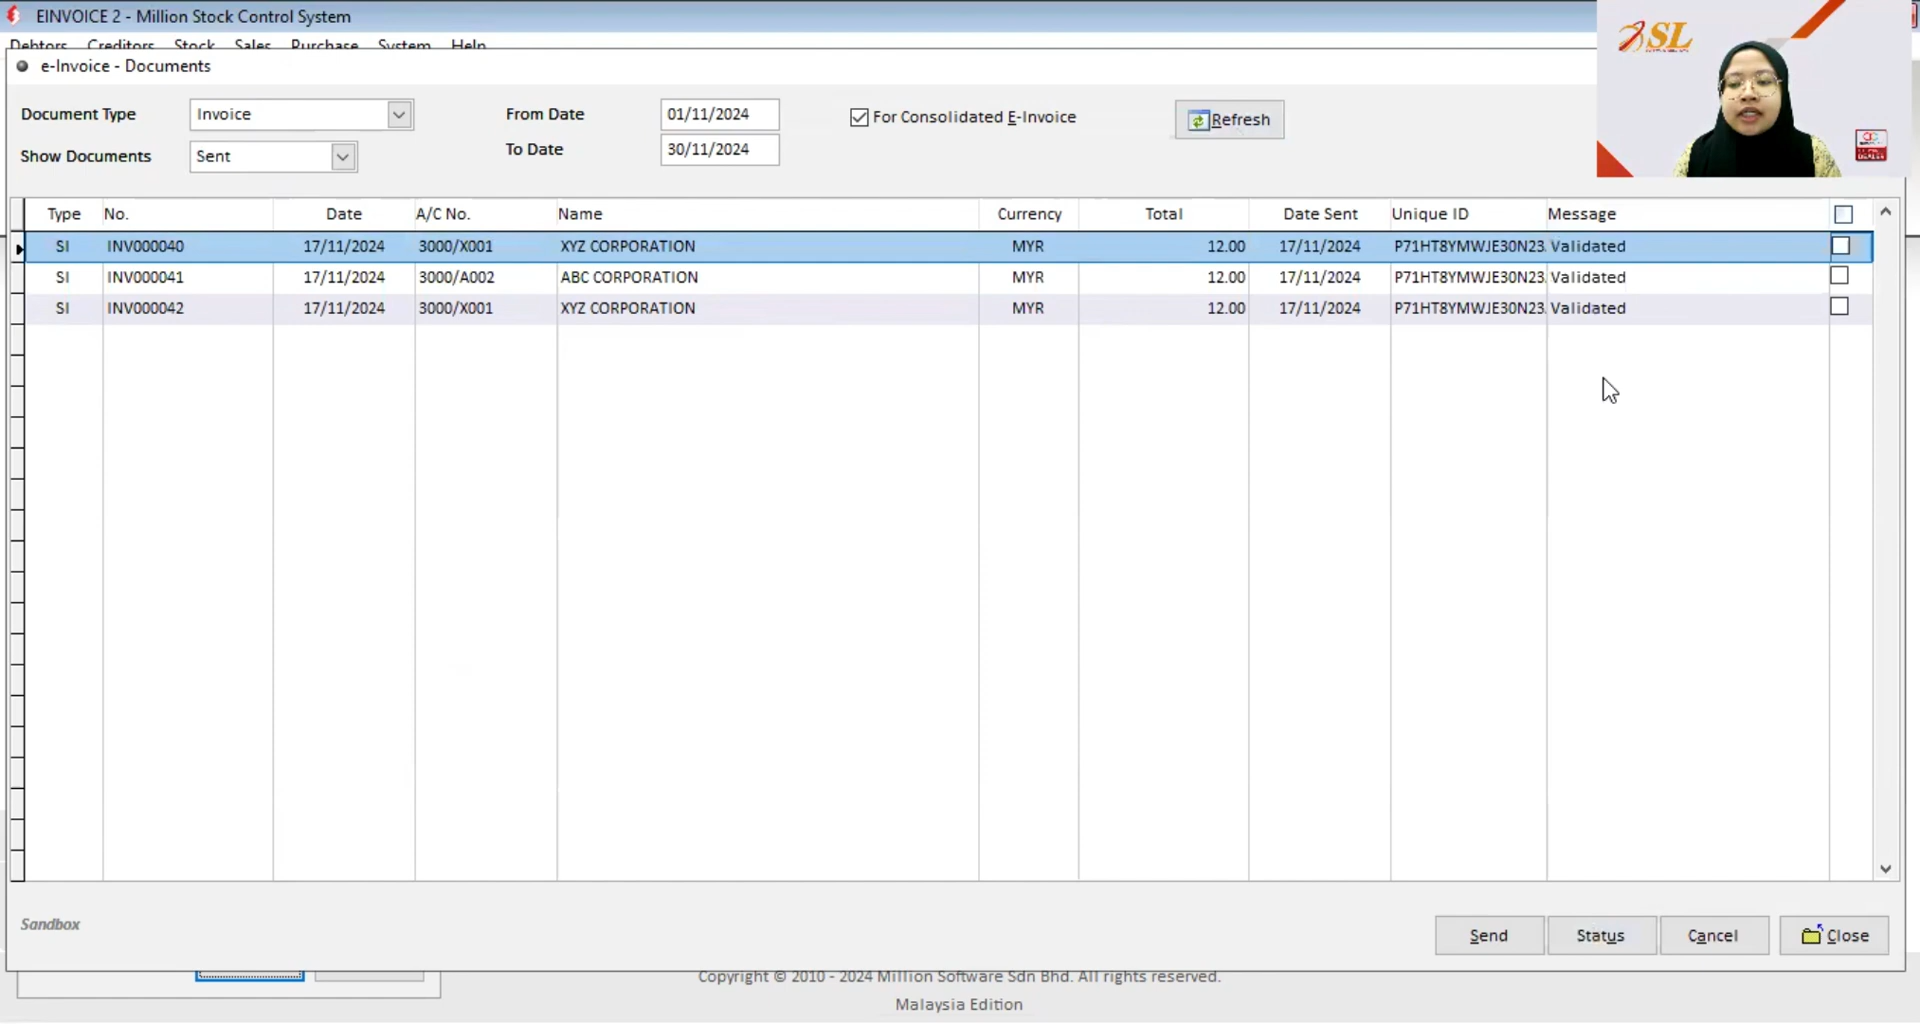 EINVOICE 2 - Million Stock Control System
Debtors Creditors Stock Sales Purchase System Help
e-Invoice - Documents
Document Type Invoice From Date 01/11/2024 For Consolidated E-Invoice Refresh
Show Documents Sent To Date 30/11/2024
SL
Type No. Date A/C No. Name Currency Total Date Sent Unique ID Message
SI INV000040 17/11/2024 3000/X001 XYZ CORPORATION MYR 12.00 17/11/2024 P71HT8YMWJE30N23. Validated
SI INV000041 17/11/2024 3000/A002 ABC CORPORATION MYR 12.00 17/11/2024 P71HT8YMWJE30N23. Validated
SI INV000042 17/11/2024 3000/X001 XYZ CORPORATION MYR 12.00 17/11/2024 P71HT8YMWJE30N23. Validated
Sandbox
Send Status Cancel Close
Copyright © 2010 - 2024 Million Software Sdn Bhd. All rights reserved.
Malaysia Edition